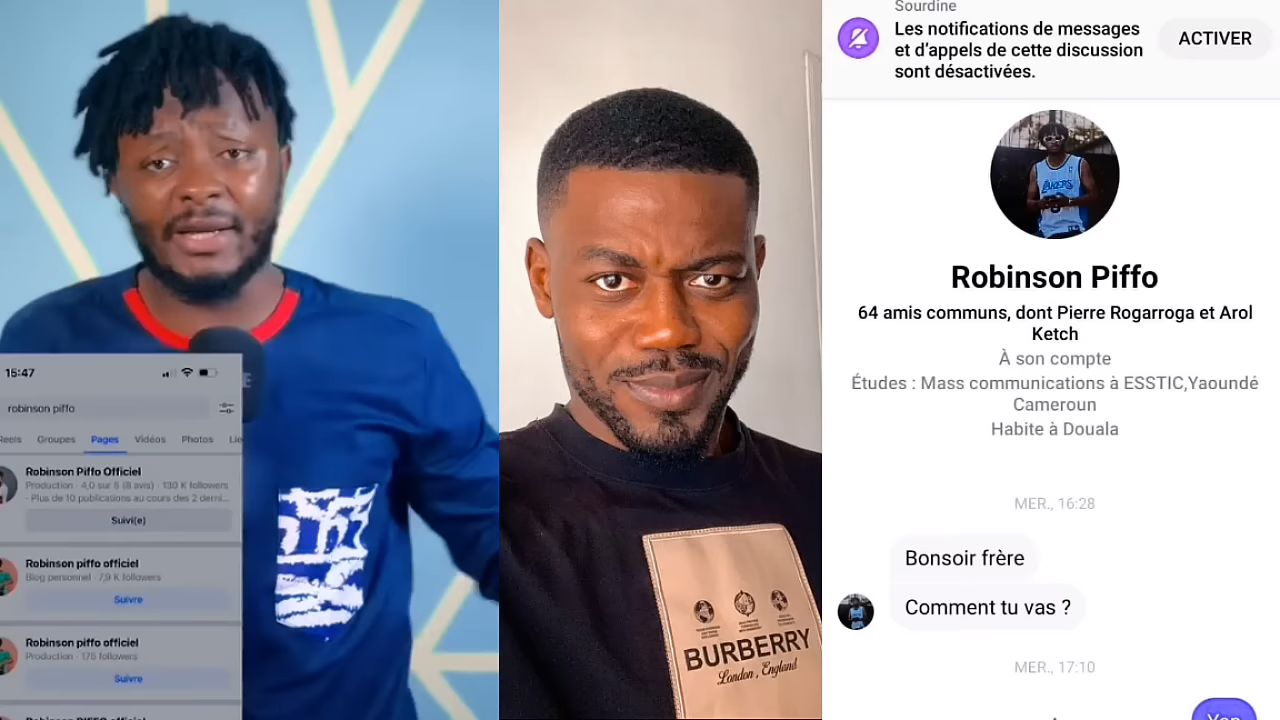 15:47
robinson piffo
Reels Groupes Pages Vidéos Photos
Robinson Piffo Officiel
Production · 4,0 sur 5 (8 avis) · 130 K followers
· Plus de 10 publications au cours des 2 derni...
Suivi(e)
Robinson piffo officiel
Blog personnel · 7,9 K followers
Suivre
Robinson piffo officiel
Production · 175 followers
Suivre
BURBERRY
London, England
Sourdine
Les notifications de messages
et d'appels de cette discussion
sont désactivées.
ACTIVER
LAKERS
Robinson Piffo
64 amis communs, dont Pierre Rogarroga et Arol
Ketch
À son compte
Études : Mass communications à ESSTIC,Yaoundé
Cameroun
Habite à Douala
MER., 16:28
Bonsoir frère
Comment tu vas ?
MER., 17:10